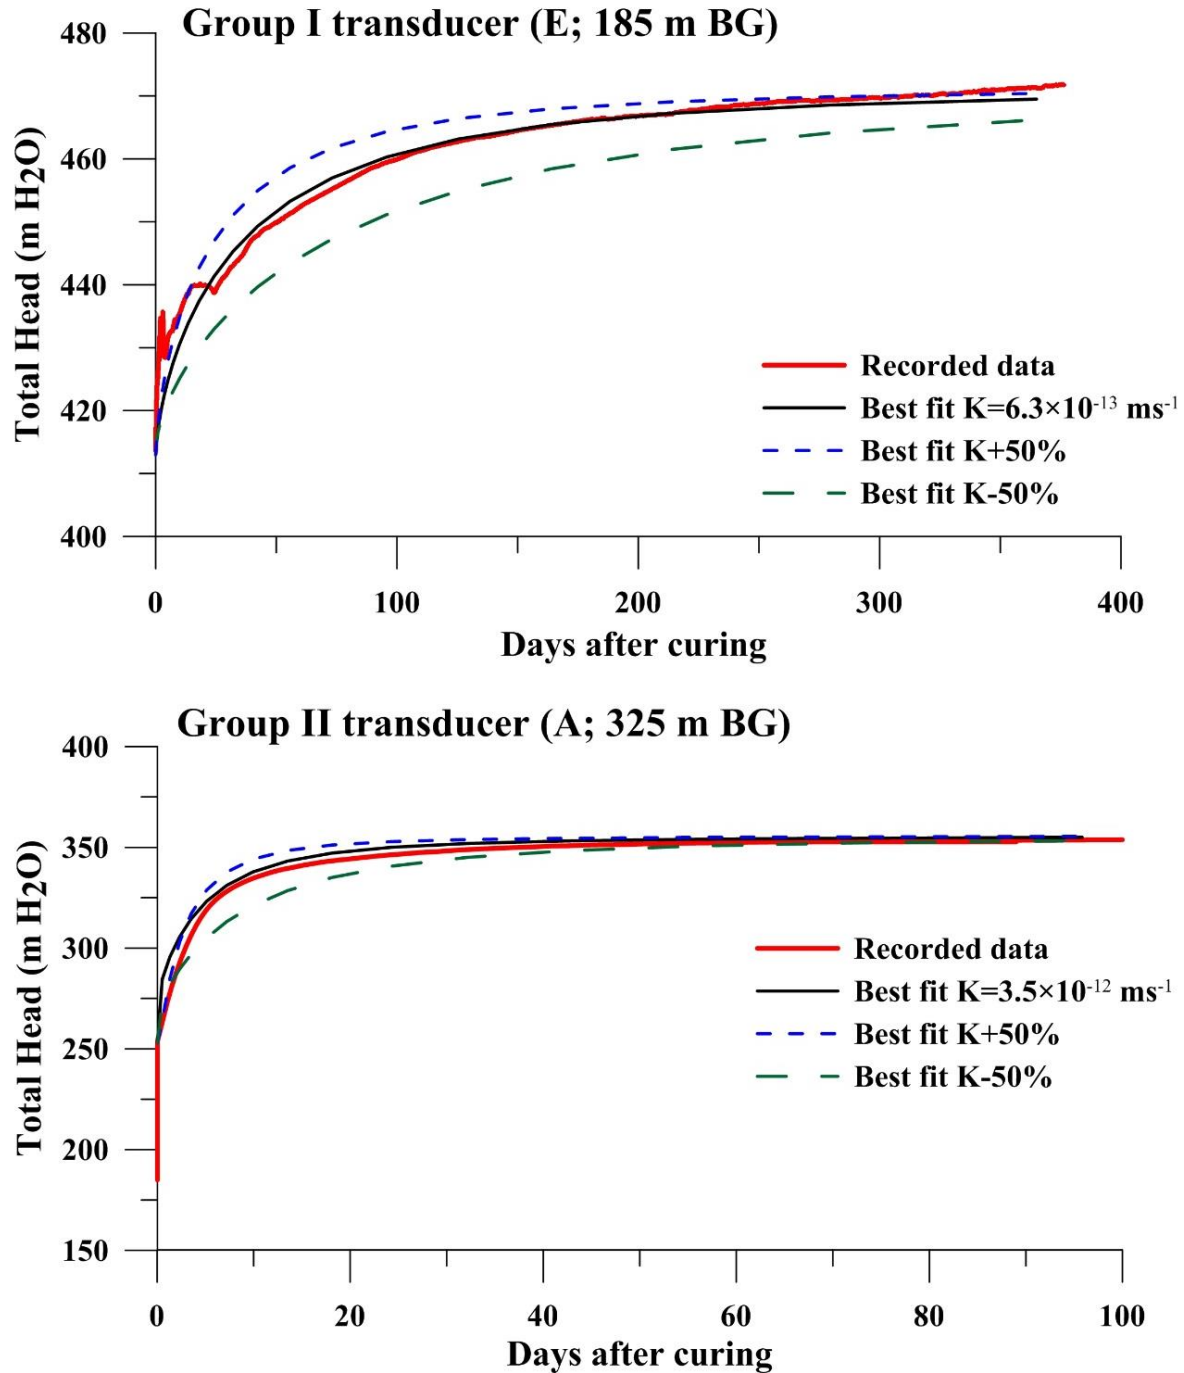 Group I transducer (E; 185 m BG)
480
460
440
420
400
Total Head (m H2O)
Recorded data
Best fit K=6.3×10-13 ms-1
Best fit K+50%
Best fit K-50%
0 100 200 300 400
Days after curing
Group II transducer (A; 325 m BG)
400
350
300
250
200
150
Total Head (m H2O)
Recorded data
Best fit K=3.5×10-12 ms-1
Best fit K+50%
Best fit K-50%
0 20 40 60 80 100
Days after curing